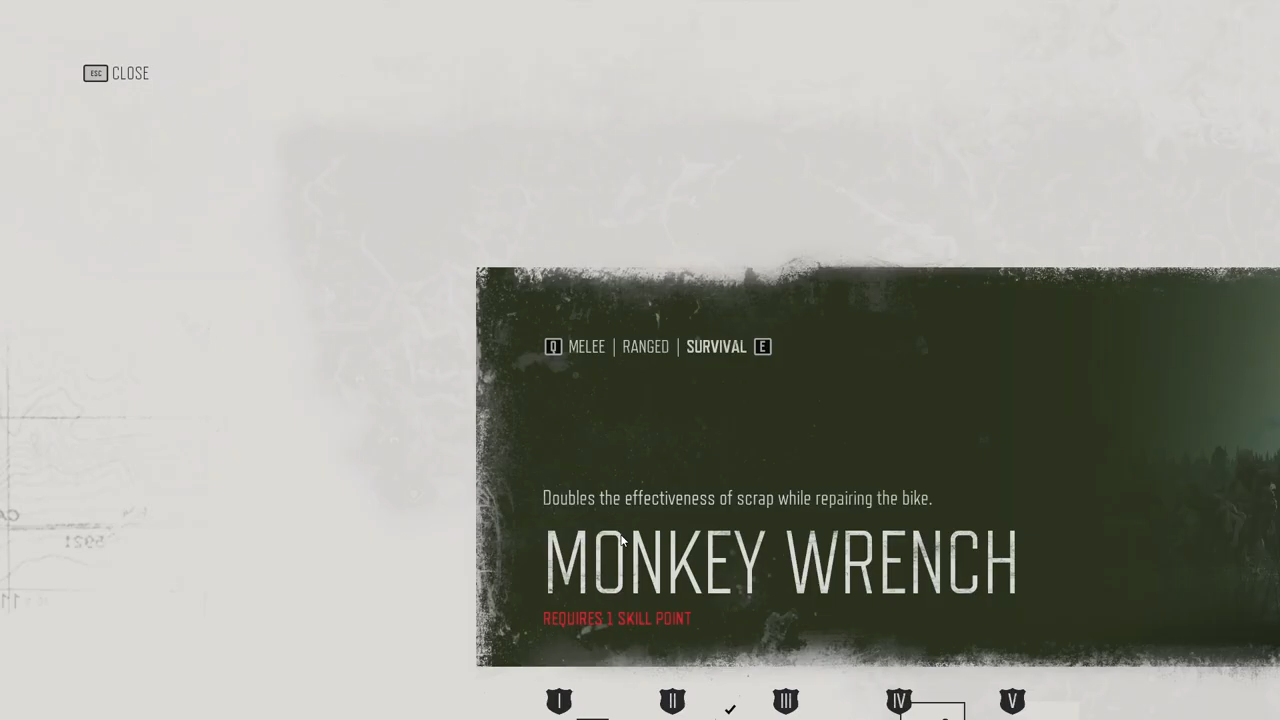 ESC CLOSE
Q MELEE | RANGED | SURVIVAL E
Doubles the effectiveness of scrap while repairing the bike.
MONKEY WRENCH
REQUIRES 1 SKILL POINT
I II III IV V